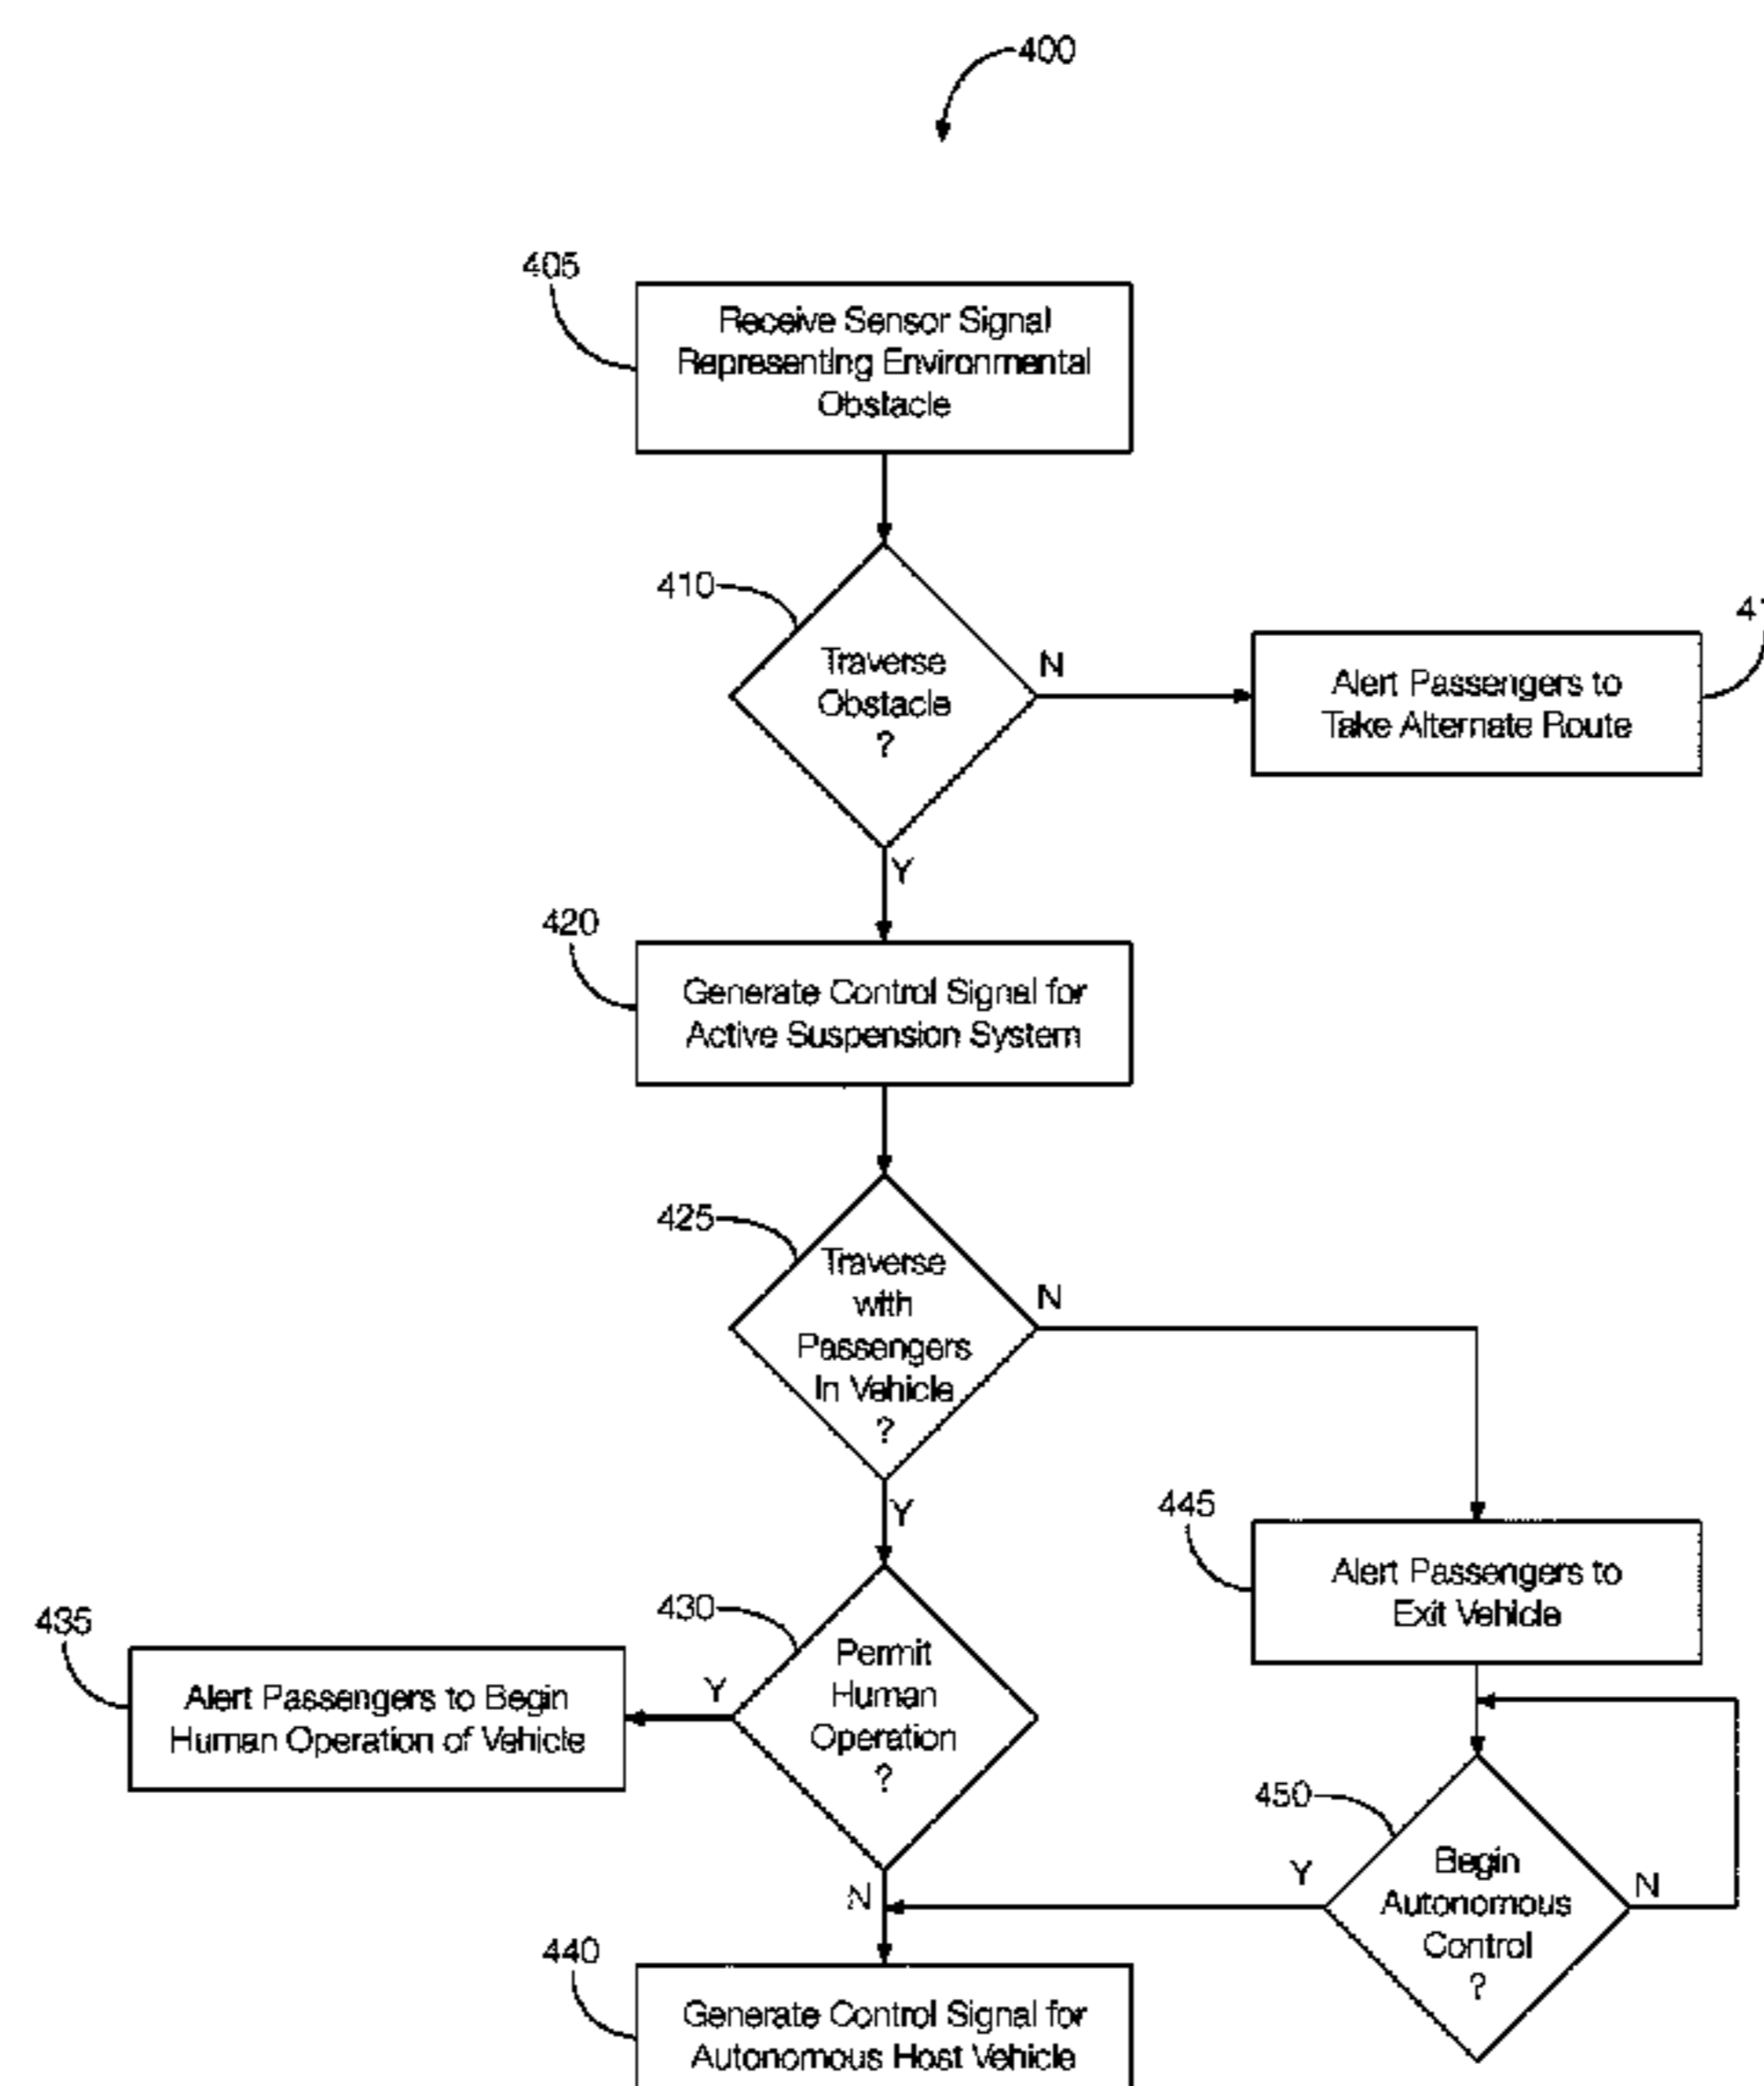 400
405
Receive Sensor Signal
Representing Environmental
Obstacle
410
Traverse
Obstacle
?
N
Alert Passengers to
Take Alternate Route
Y
420
Generate Control Signal for
Active Suspension System
425
Traverse
with
Passengers
In Vehicle
?
N
Y
445
Alert Passengers to
Exit Vehicle
430
Permit
Human
Operation
?
Y
435
Alert Passengers to Begin
Human Operation of Vehicle
450
Begin
Autonomous
Control
?
Y
N
N
440
Generate Control Signal for
Autonomous Host Vehicle